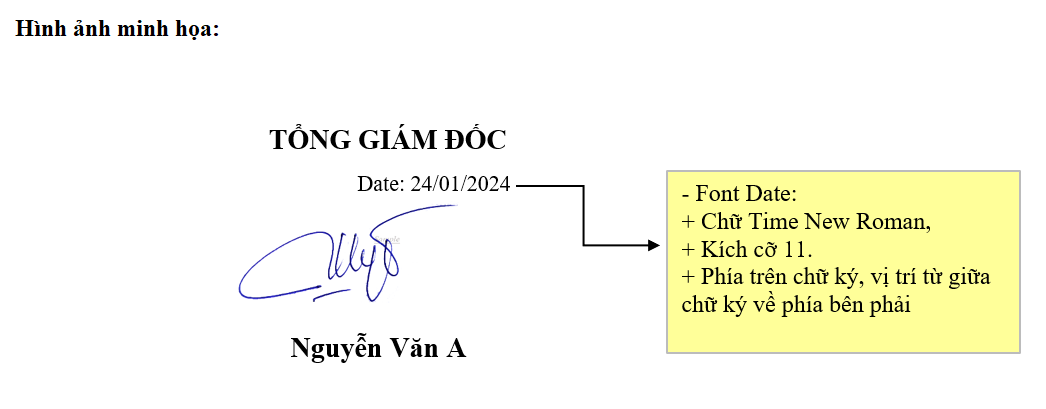 Hình ảnh minh họa:
TỔNG GIÁM ĐỐC
Date: 24/01/2024
- Font Date:
+ Chữ Time New Roman,
+ Kích cỡ 11.
+ Phía trên chữ ký, vị trí từ giữa
chữ ký về phía bên phải
Nguyễn Văn A